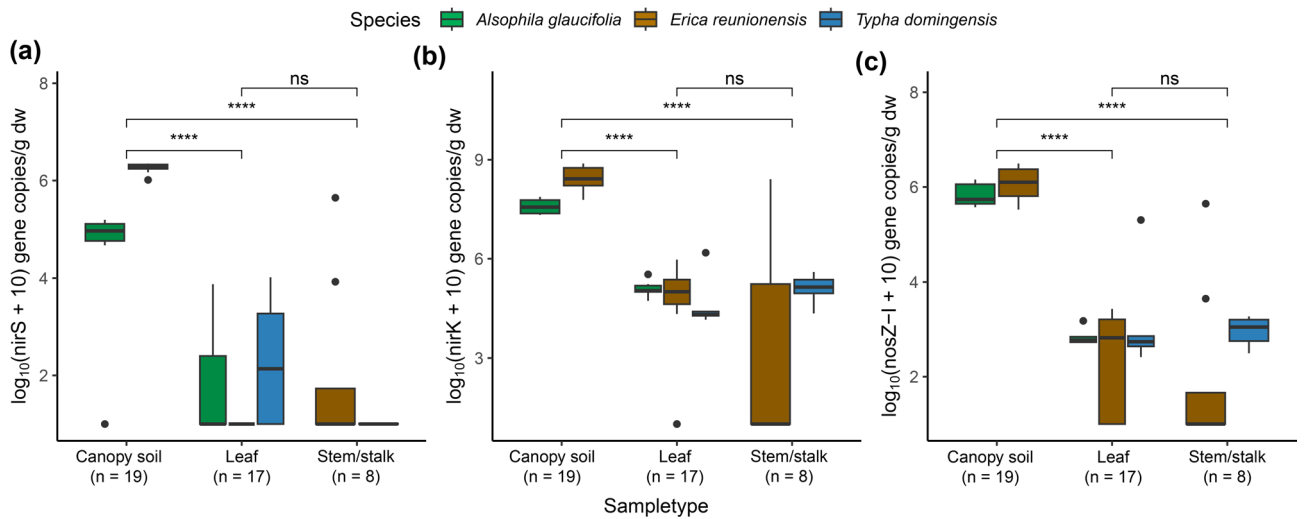 Species Alsophila glaucifolia Erica reunionensis Typha domingensis
(a)
log10(nirS + 10) gene copies/g dw
8
6
4
2
ns
****
****
Canopy soil
(n = 19)
Leaf
(n = 17)
Stem/stalk
(n = 8)
(b)
log10(nirK + 10) gene copies/g dw
9
6
3
ns
****
****
Canopy soil
(n = 19)
Leaf
(n = 17)
Stem/stalk
(n = 8)
(c)
log10(nosZ−I + 10) gene copies/g dw
8
6
4
2
ns
****
****
Canopy soil
(n = 19)
Leaf
(n = 17)
Stem/stalk
(n = 8)
Sampletype